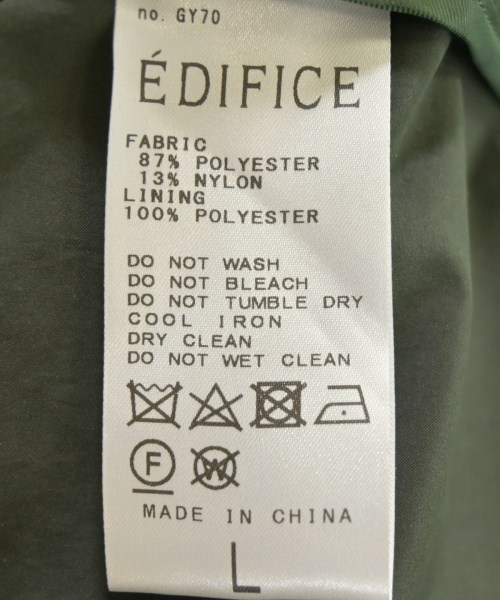 no. GY70
ÉDIFICE
FABRIC
87% POLYESTER
13% NYLON
LINING
100% POLYESTER
DO NOT WASH
DO NOT BLEACH
DO NOT TUMBLE DRY
COOL IRON
DRY CLEAN
DO NOT WET CLEAN
F W
MADE IN CHINA
L